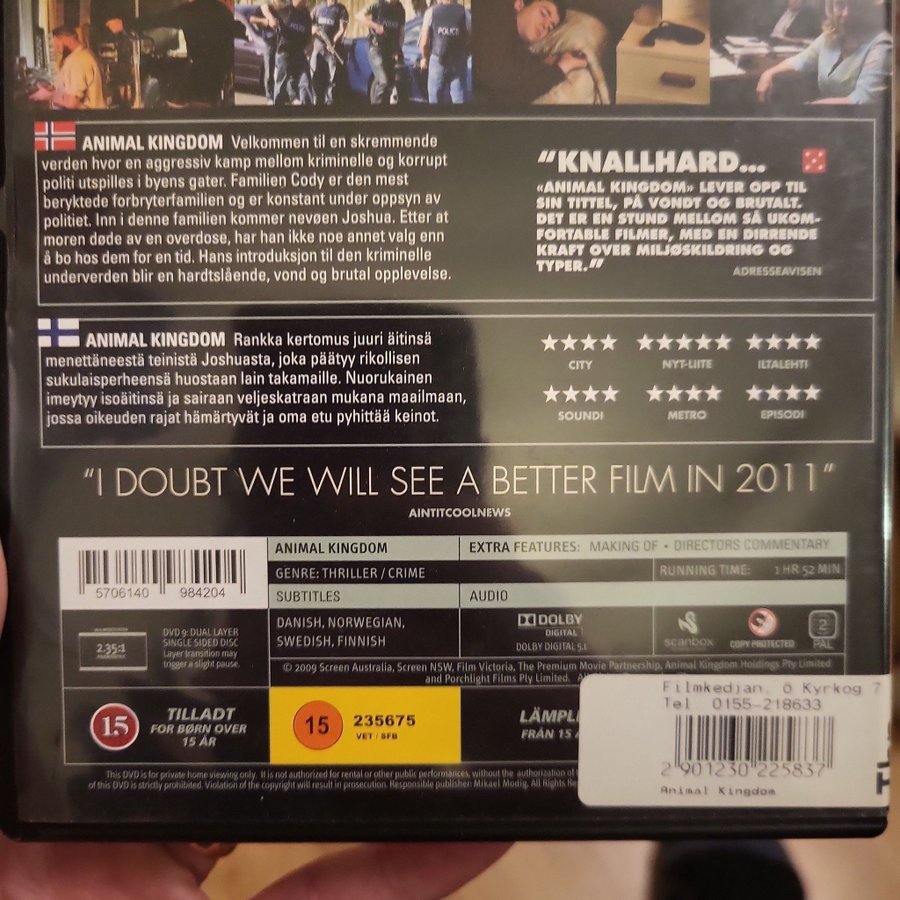 POLICE
POLICE
ANIMAL KINGDOM Velkommen til en skremmende
verden hvor en aggressiv kamp mellom kriminelle og korrupt
politi utspilles i byens gater. Familien Cody er den mest
beryktede forbryterfamilien og er konstant under oppsyn av
politiet. Inn i denne familien kommer nevøen Joshua. Etter at
moren døde av en overdose, har han ikke noe annet valg enn
å bo hos dem for en tid. Hans introduksjon til den kriminelle
underverden blir en hardtslående, vond og brutal opplevelse.
“KNALLHARD...
«ANIMAL KINGDOM» LEVER OPP TIL
SIN TITTEL, PÅ VONDT OG BRUTALT.
DET ER EN STUND MELLOM SÅ UKOM-
FORTABLE FILMER, MED EN DIRRENDE
KRAFT OVER MILJØSKILDRING OG
TYPER.”
ADRESSEAVISEN
ANIMAL KINGDOM Rankka kertomus juuri äitinsä
menettäneestä teinistä Joshuasta, joka päätyy rikollisen
sukulaisperheensä huostaan lain takamaille. Nuorukainen
imeytyy isoäitinsä ja sairaan veljeskatraan mukana maailmaan,
jossa oikeuden rajat hämärtyvät ja oma etu pyhittää keinot.
★★★★ ★★★★★ ★★★★
CITY NYT-LIITE ILTALEHTI
★★★★ ★★★★ ★★★★
SOUNDI METRO EPISODI
“I DOUBT WE WILL SEE A BETTER FILM IN 2011”
AINTITCOOLNEWS
5706140 984204
ANIMAL KINGDOM
EXTRA FEATURES: MAKING OF • DIRECTORS COMMENTARY
GENRE: THRILLER / CRIME
RUNNING TIME: 1 HR 52 MIN
SUBTITLES
AUDIO
2.35:1
DVD 9: DUAL LAYER
SINGLE SIDED DISC
Layer transition may
trigger a slight pause.
DANISH, NORWEGIAN,
SWEDISH, FINNISH
DOLBY
DIGITAL
DOLBY DIGITAL 5.1
scanbox
COPY PROTECTED
2
PAL
© 2009 Screen Australia, Screen NSW, Film Victoria, The Premium Movie Partnership, Animal Kingdom Holdings Pty Limited
and Porchlight Films Pty Limited.
15
TILLADT
FOR BØRN OVER
15 ÅR
15
235675
VET / SFB
LÄMPLI
FRÅN 15
Filmkedjan. ö Kyrkog 7
Tel 0155-218633
2 901230 225837
Animal Kingdom
This DVD is for private home viewing only. It is not authorized for rental or other public performances, without the authorization of
of this DVD is strictly prohibited. Violation of the copyright will result in prosecution. Responsible publisher: Mikael Modig. All Rights